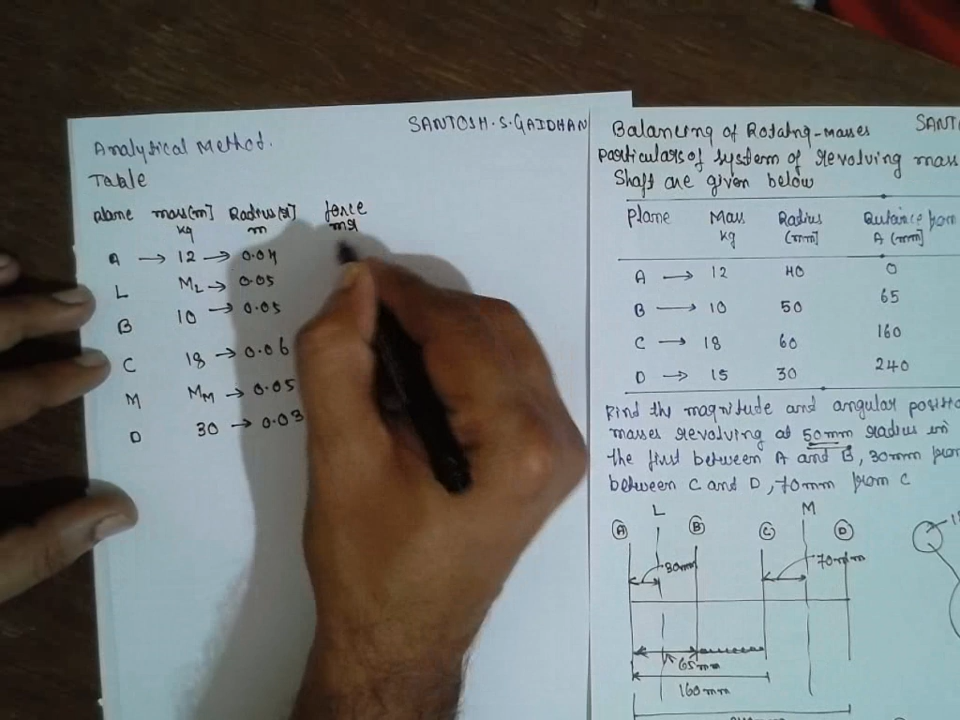 SANTOSH.S.GAIDHAN
Analytical Method.
Table
Plane mass(m) Radius(r) force
kg m mr
A → 12 → 0.04
L ML → 0.05
B 10 → 0.05
C 18 → 0.06
M MM → 0.05
D 30 → 0.03
Balancing of Rotating-masses
Particulars of system of revolving mass
Shaft are given below
Plane Mass Radius from
kg (mm) A (mm)
A → 12 40 0
B → 10 50 65
C → 18 60 160
D → 15 30 240
Find the magnitude and angular
masses revolving at 50mm radius in
the first between A and B, 30mm
between C and D, 70mm from C
L M
A B C D
30mm 70mm
65mm
160mm